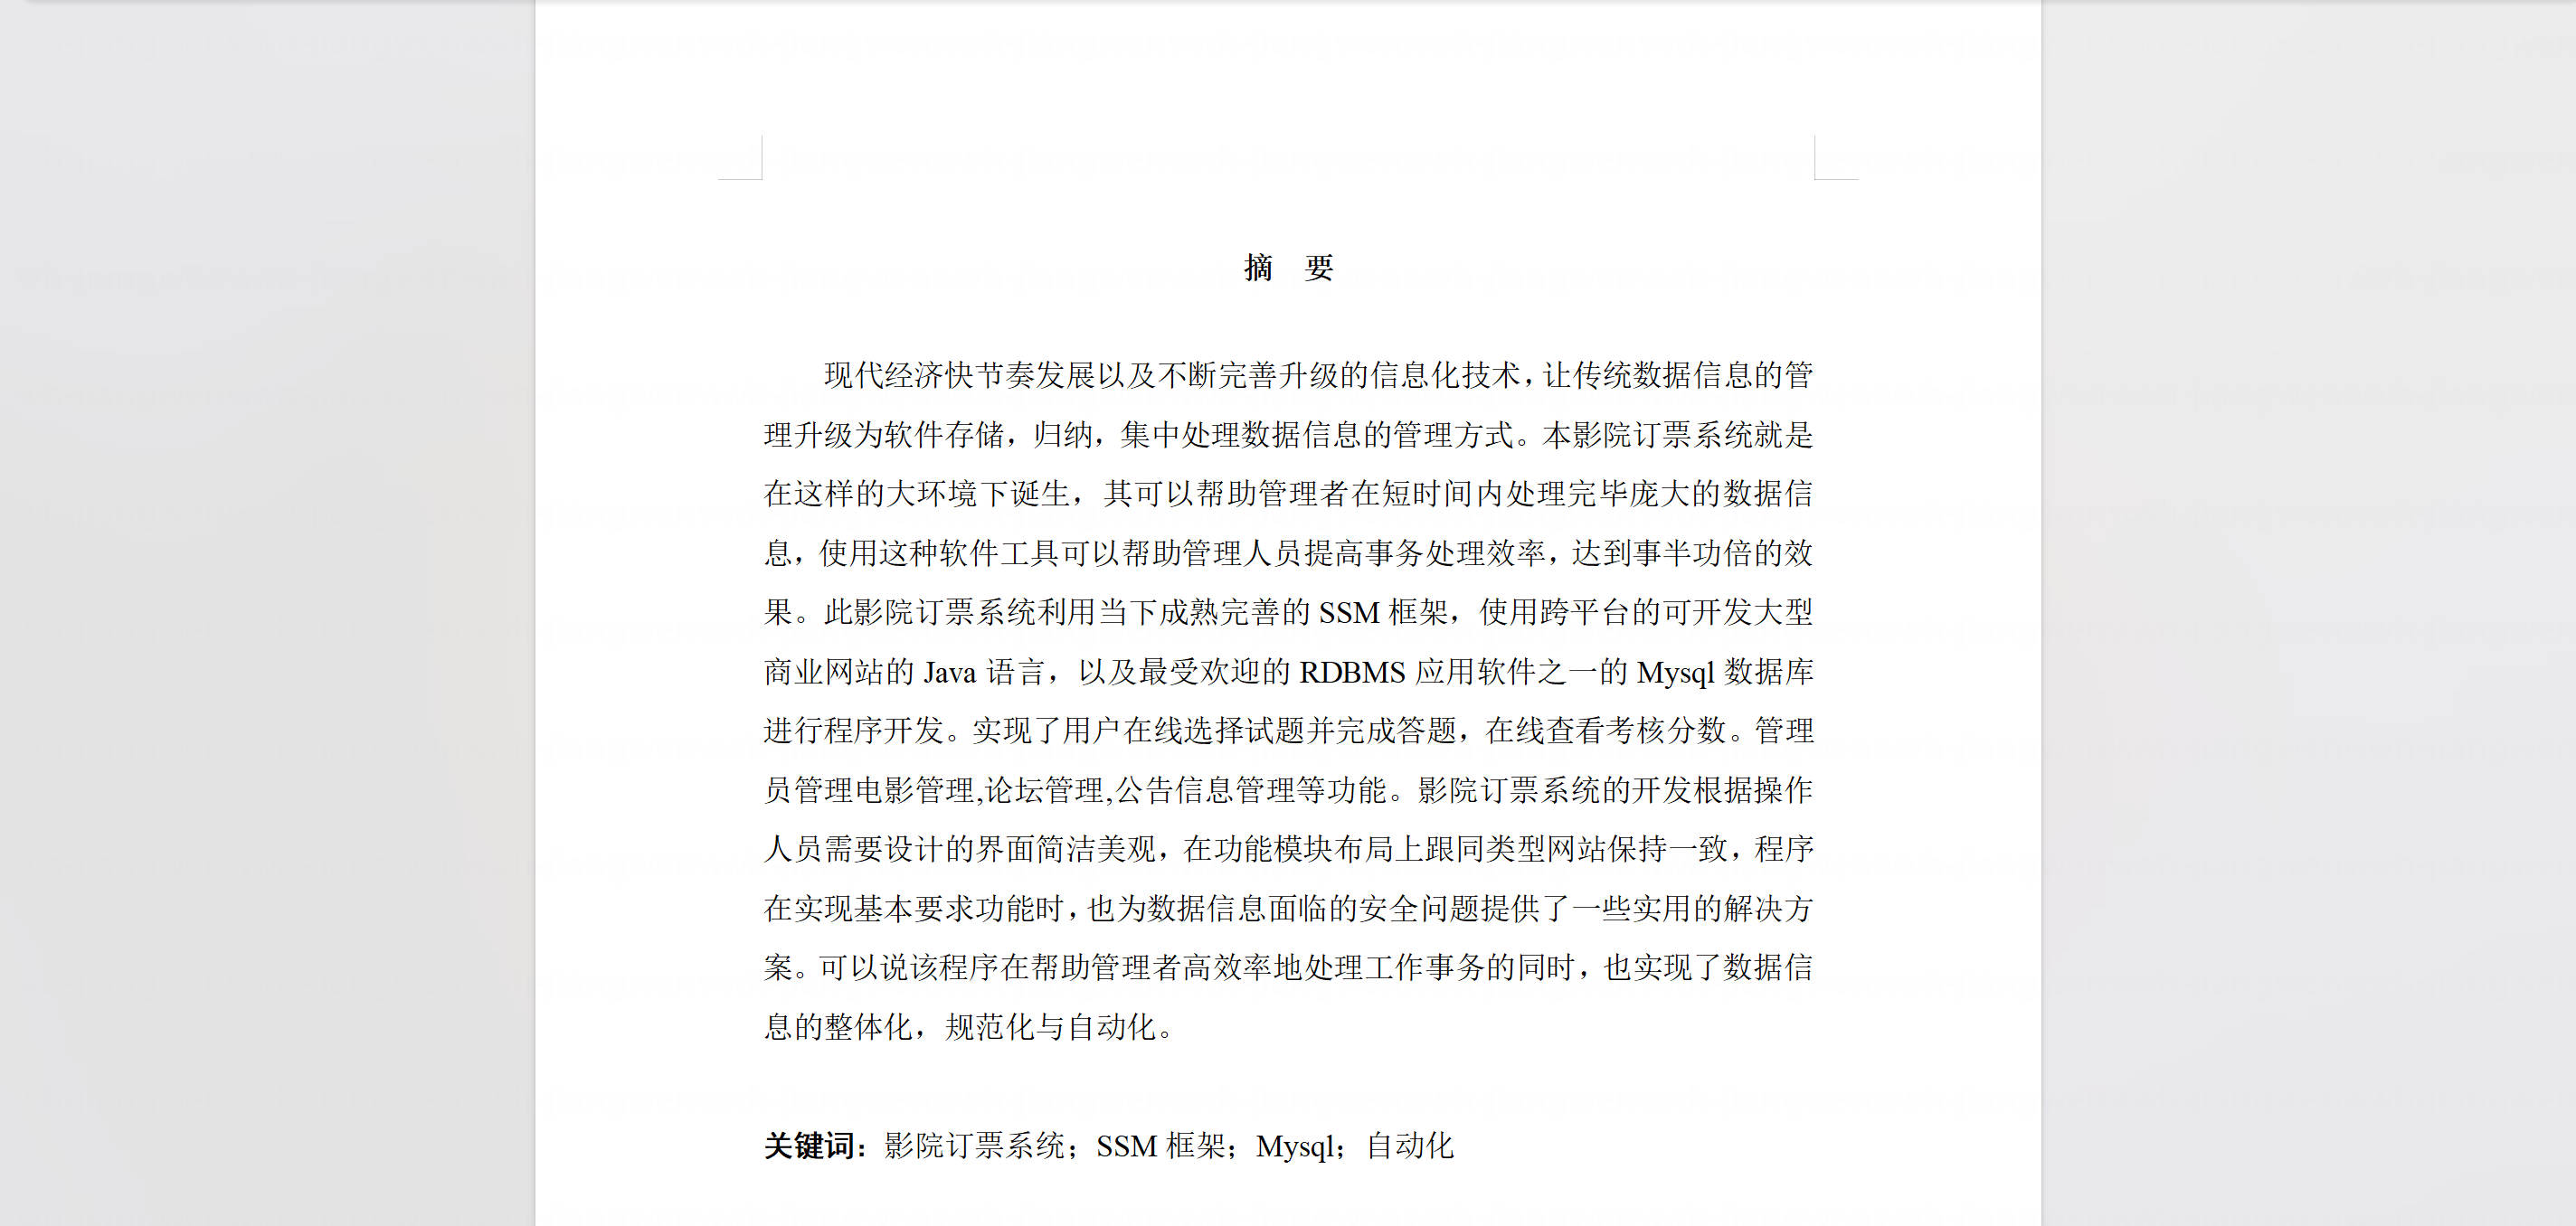 摘 要
现代经济快节奏发展以及不断完善升级的信息化技术，让传统数据信息的管
理升级为软件存储，归纳，集中处理数据信息的管理方式。本影院订票系统就是
在这样的大环境下诞生，其可以帮助管理者在短时间内处理完毕庞大的数据信
息，使用这种软件工具可以帮助管理人员提高事务处理效率，达到事半功倍的效
果。此影院订票系统利用当下成熟完善的 SSM 框架，使用跨平台的可开发大型
商业网站的 Java 语言，以及最受欢迎的 RDBMS 应用软件之一的 Mysql 数据库
进行程序开发。实现了用户在线选择试题并完成答题，在线查看考核分数。管理
员管理电影管理,论坛管理,公告信息管理等功能。影院订票系统的开发根据操作
人员需要设计的界面简洁美观，在功能模块布局上跟同类型网站保持一致，程序
在实现基本要求功能时，也为数据信息面临的安全问题提供了一些实用的解决方
案。可以说该程序在帮助管理者高效率地处理工作事务的同时，也实现了数据信
息的整体化，规范化与自动化。
关键词：影院订票系统；SSM 框架；Mysql；自动化